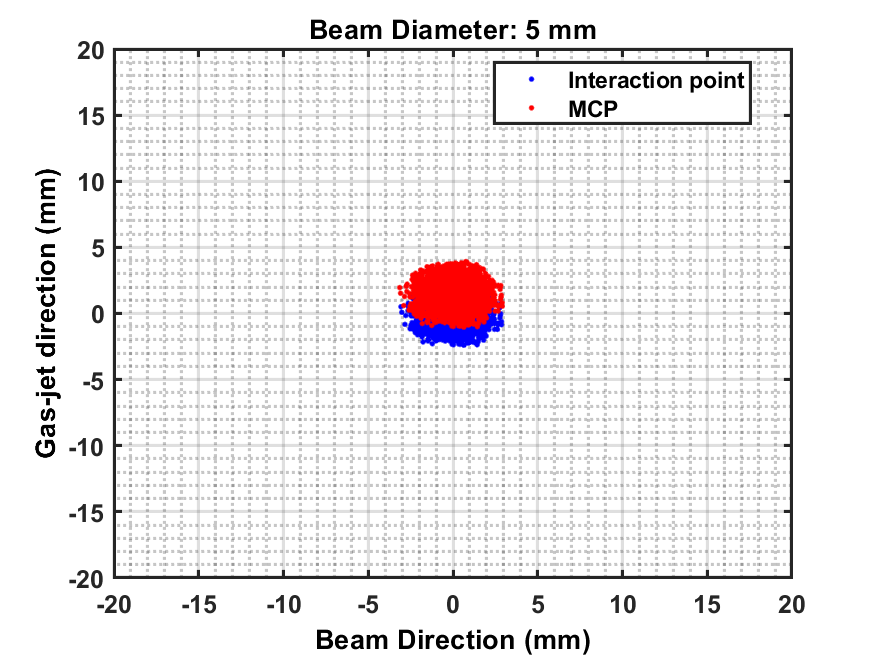 Beam Diameter: 5 mm
Interaction point
MCP
20
15
10
5
0
-5
-10
-15
-20
Gas-jet direction (mm)
-20 -15 -10 -5 0 5 10 15 20
Beam Direction (mm)